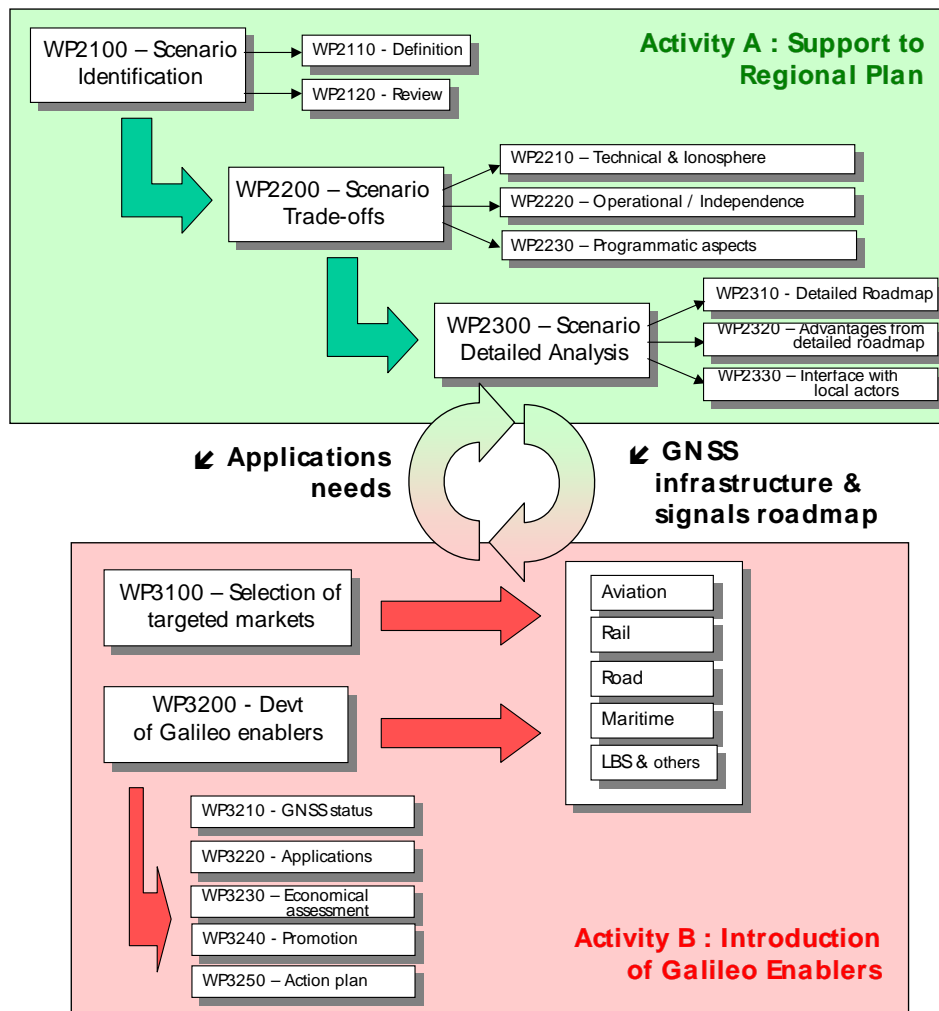 WP2100 – Scenario
Identification
WP2110 - Definition
WP2120 - Review
Activity A : Support to
Regional Plan
WP2200 – Scenario
Trade-offs
WP2210 – Technical & Ionosphere
WP2220 – Operational / Independence
WP2230 – Programmatic aspects
WP2300 – Scenario
Detailed Analysis
WP2310 - Detailed Roadmap
WP2320 – Advantages from
detailed roadmap
WP2330 – Interface with
local actors
↙ Applications
needs
↙ GNSS
infrastructure &
signals roadmap
WP3100 – Selection of
targeted markets
WP3200 - Devt
of Galileo enablers
Aviation
Rail
Road
Maritime
LBS & others
WP3210 - GNSS status
WP3220 - Applications
WP3230 – Economical
assessment
WP3240 - Promotion
WP3250 – Action plan
Activity B : Introduction
of Galileo Enablers